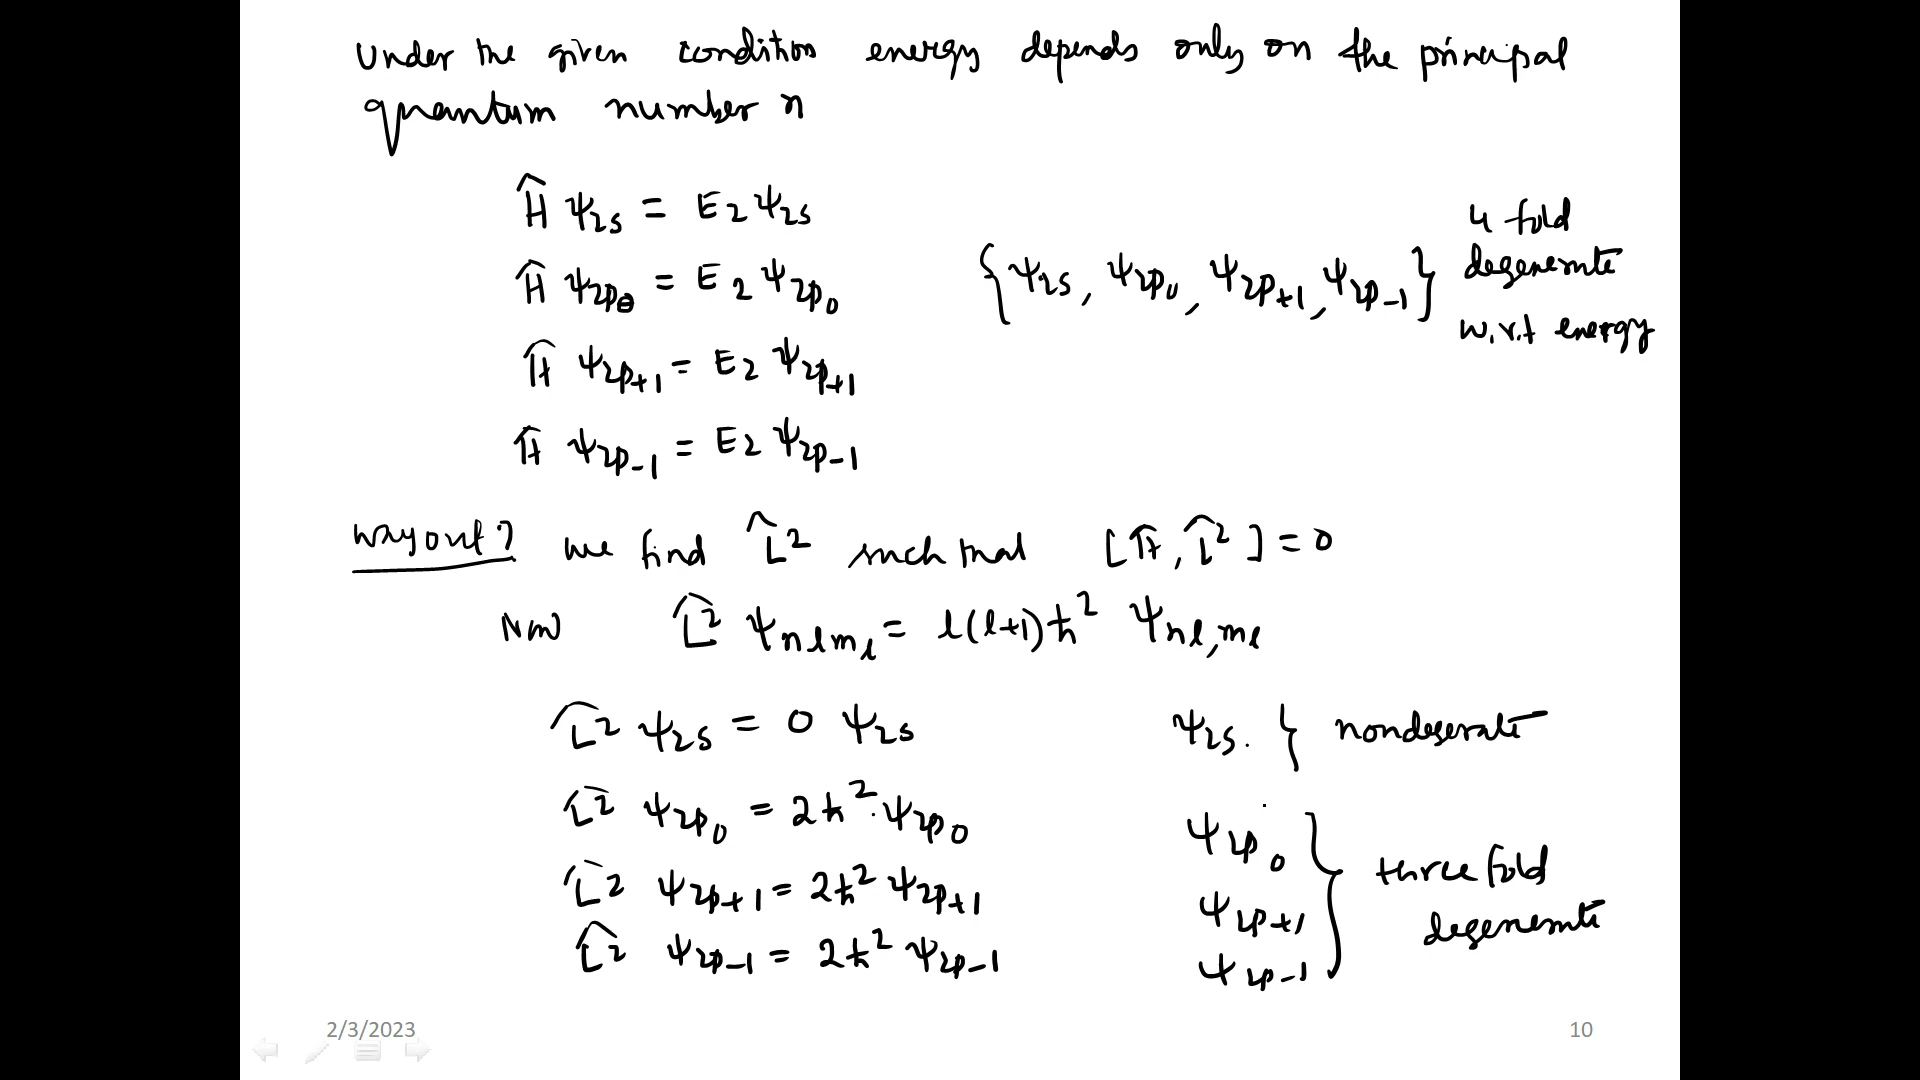 Under the given condition energy depends only on the principal
quantum number n
Ĥ ψ2s = E2 ψ2s
Ĥ ψ2p0 = E2 ψ2p0
Ĥ ψ2p+1 = E2 ψ2p+1
Ĥ ψ2p-1 = E2 ψ2p-1
{ψ2s, ψ2p0, ψ2p+1, ψ2p-1}
4 fold
degenerate
w.r.t energy
Way out? We find L̂² such that [Ĥ, L̂²] = 0
Now L̂² ψnlml = l(l+1)ħ² ψnl,ml
L̂² ψ2s = 0 ψ2s
ψ2s. } nondegerate
L̂² ψ2p0 = 2ħ². ψ2p0
L̂² ψ2p+1 = 2ħ² ψ2p+1
L̂² ψ2p-1 = 2ħ² ψ2p-1
ψ2p0
ψ2p+1
ψ2p-1
} three fold
degenerate
2/3/2023
10